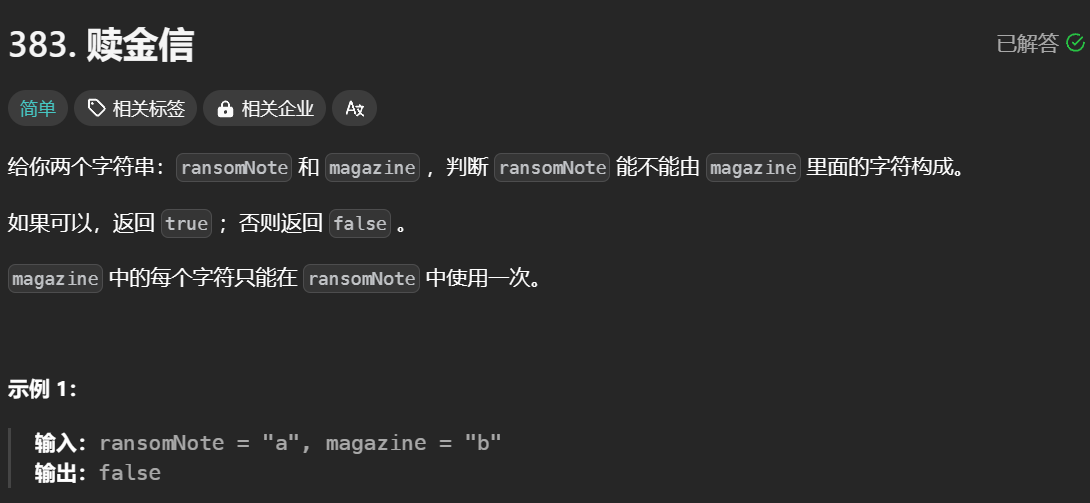 383. 赎金信
已解答
简单 相关标签 相关企业
给你两个字符串：ransomNote 和 magazine ，判断 ransomNote 能不能由 magazine 里面的字符构成。
如果可以，返回 true ；否则返回 false 。
magazine 中的每个字符只能在 ransomNote 中使用一次。
示例 1：
输入：ransomNote = "a", magazine = "b"
输出：false